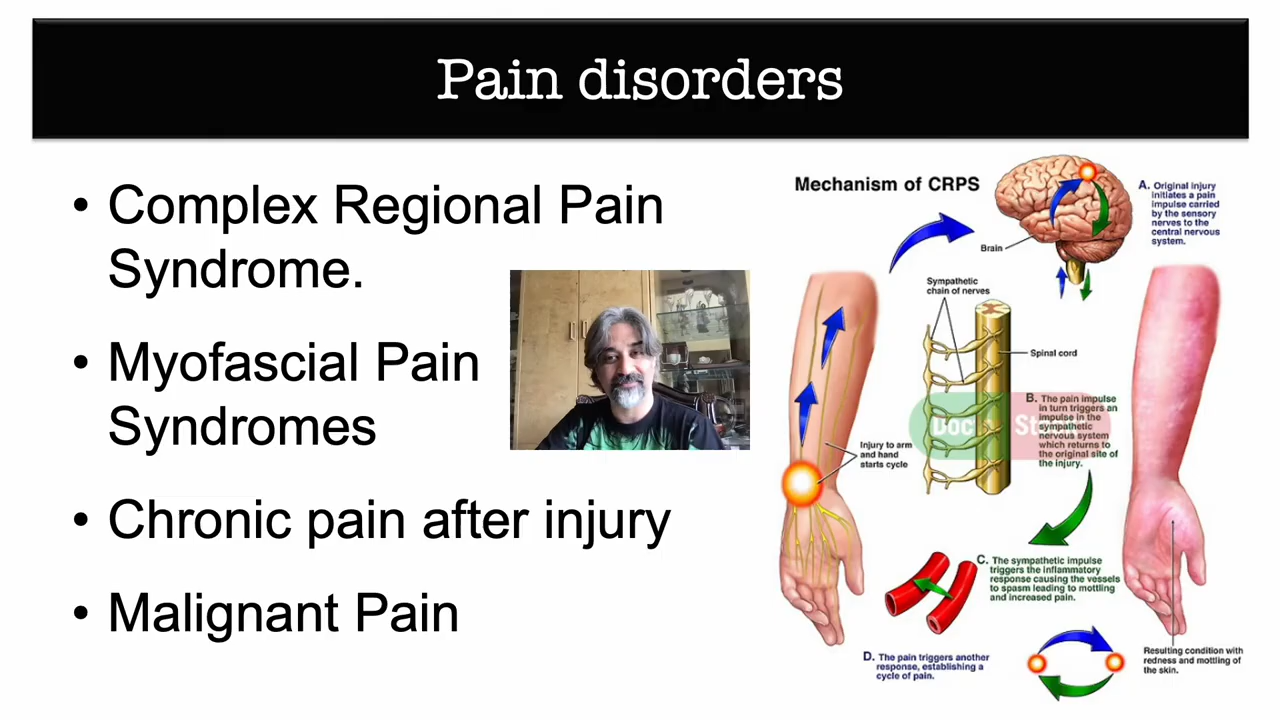 Pain disorders
• Complex Regional Pain
Syndrome.
• Myofascial Pain
Syndromes
• Chronic pain after injury
• Malignant Pain
Mechanism of CRPS
A. Original injury
initiates a pain
impulse carried
by the sensory
nerves to the
central nervous
system.
Brain
Sympathetic
chain of nerves
Spinal cord
B. The pain impulse
in turn triggers an
impulse in the
sympathetic
nervous system
which returns to
the original site of
the injury.
Doc St
Injury to arm
and hand
starts cycle
C. The sympathetic impulse
triggers the inflammatory
response causing the vessels
to spasm leading to mottling
and increased pain.
D. The pain triggers another
response, establishing a
cycle of pain.
Resulting condition with
redness and mottling of
the skin.